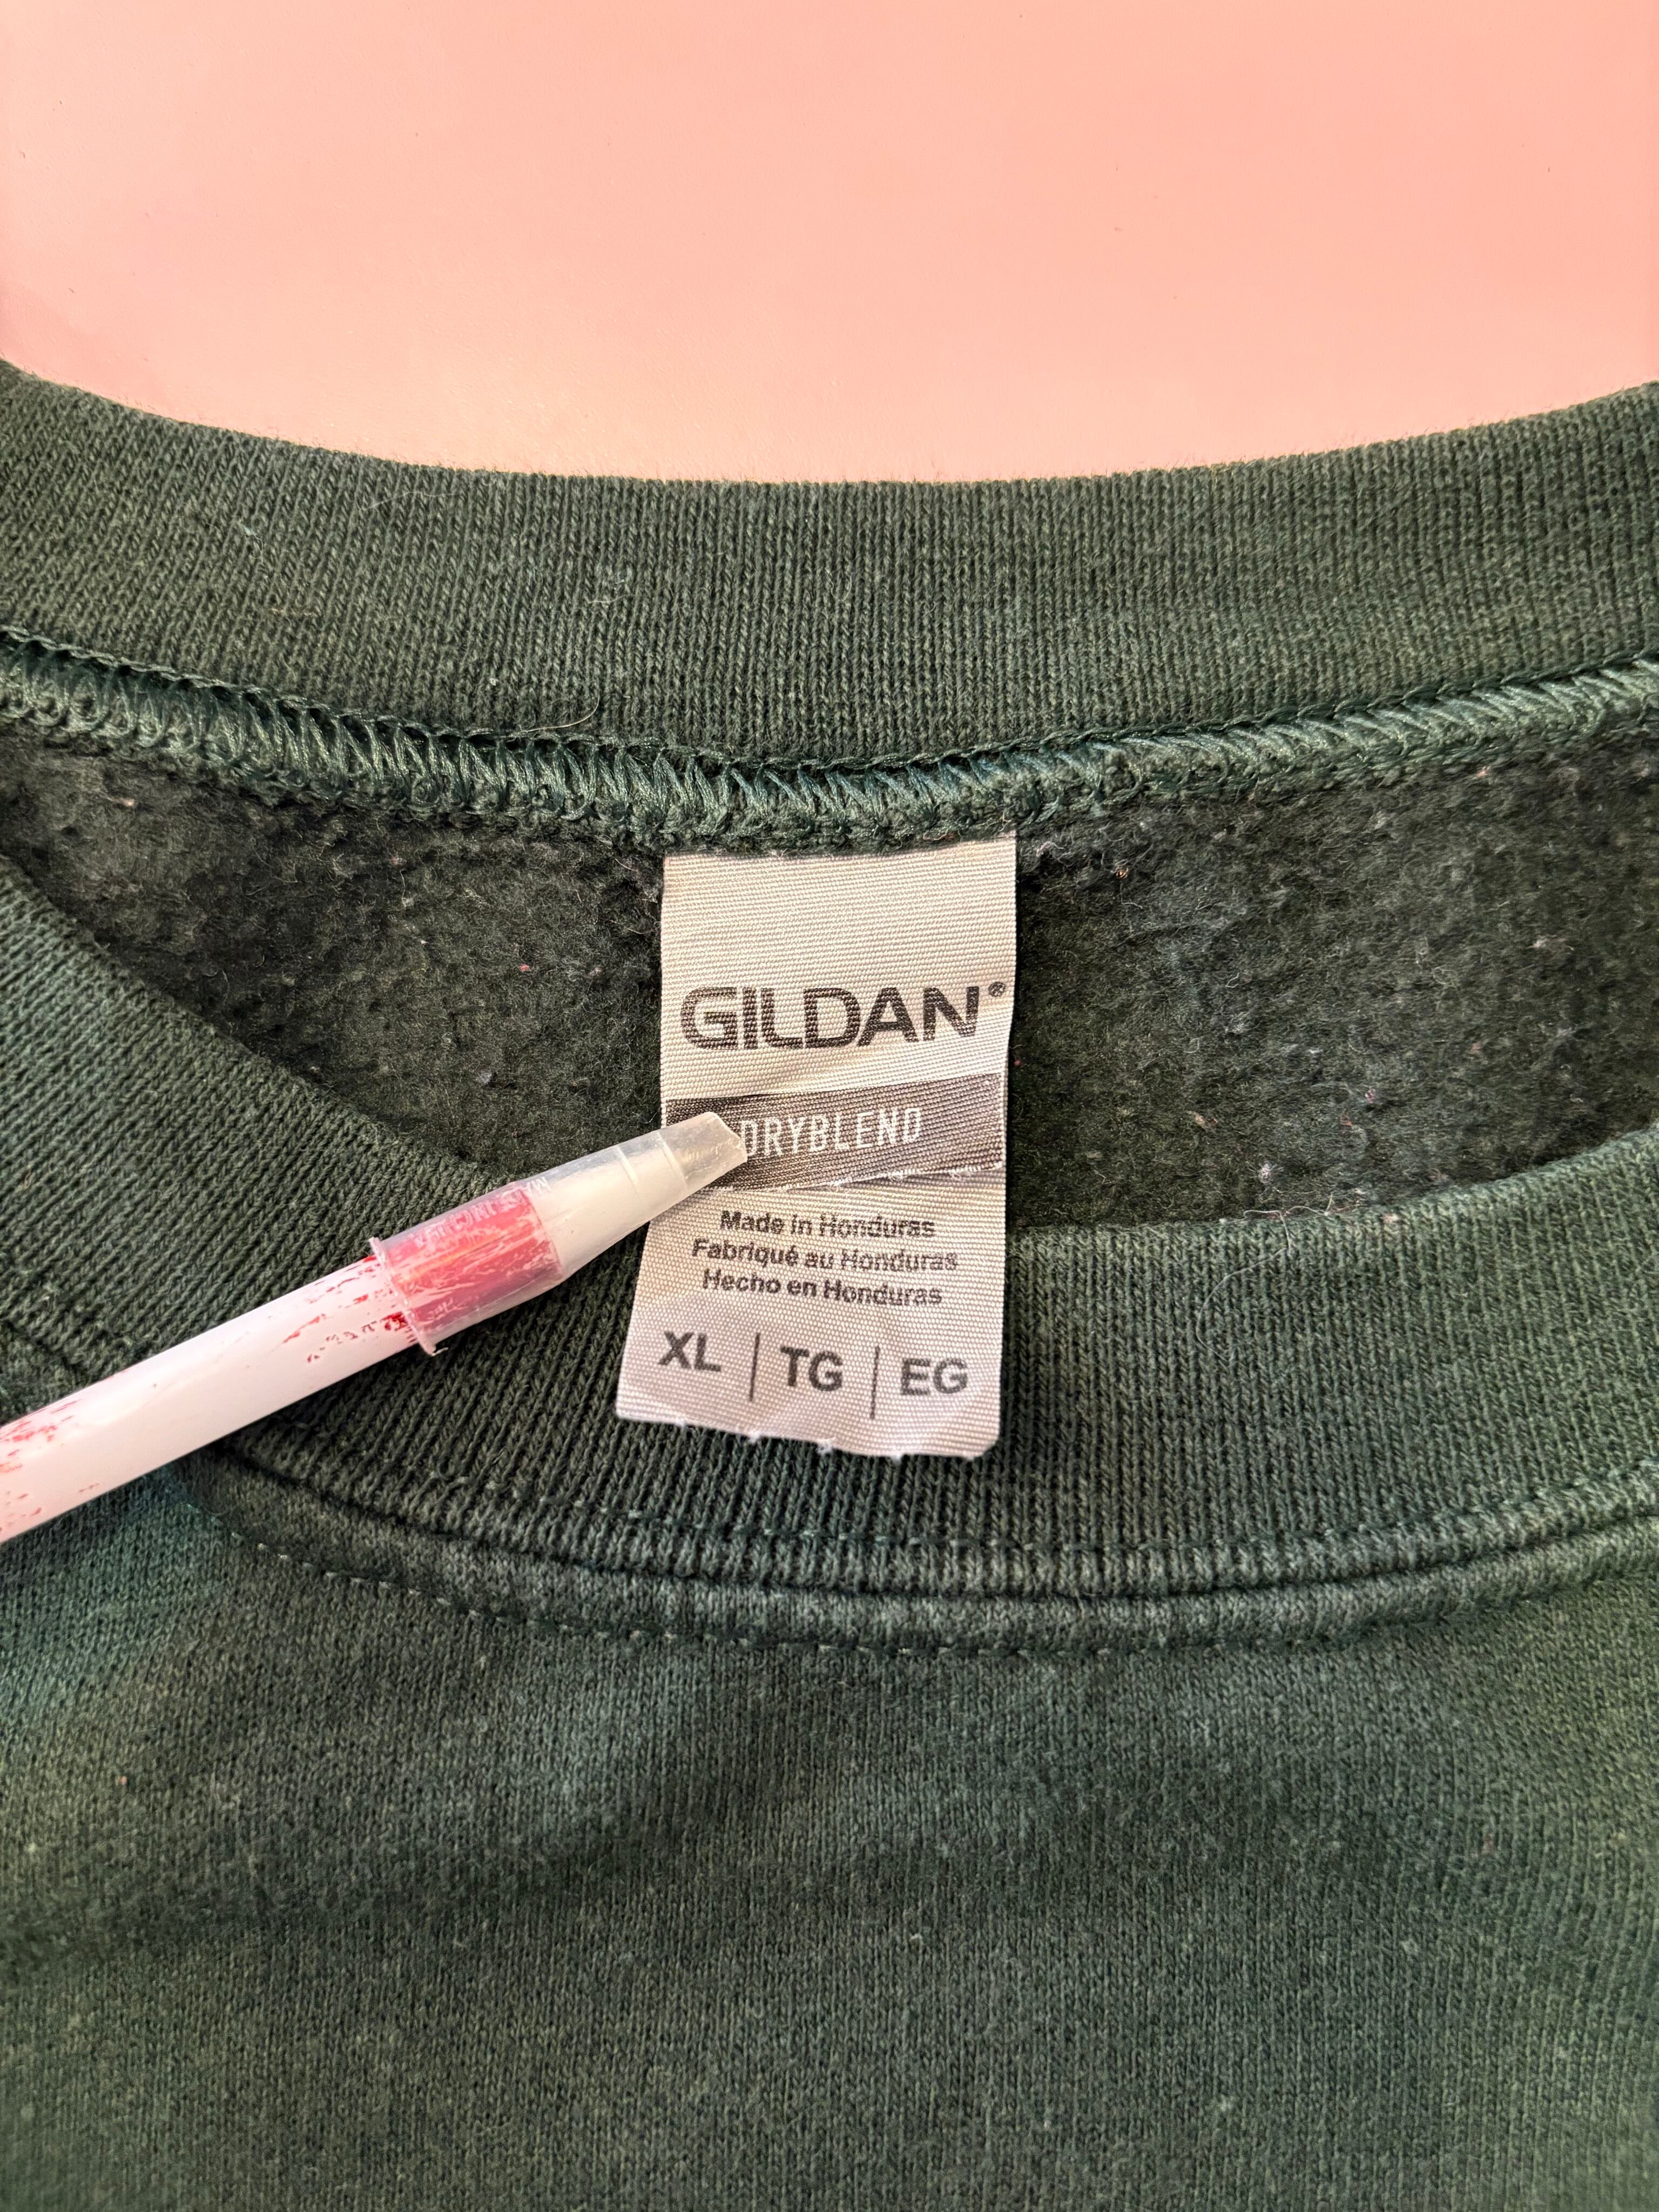 GILDAN®
DRYBLEND
Made in Honduras
Fabriqué au Honduras
Hecho en Honduras
XL | TG | EG